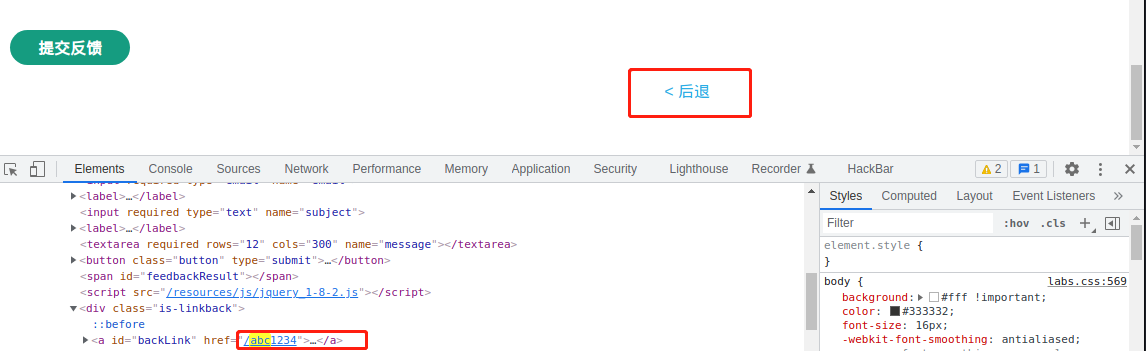 提交反馈
< 后退
Elements Console Sources Network Performance Memory Application Security Lighthouse Recorder HackBar 2 1
Styles Computed Layout Event Listeners »
Filter :hov .cls +
<label>…</label>
<input required type="text" name="subject">
<label>…</label>
<textarea required rows="12" cols="300" name="message"></textarea>
<button class="button" type="submit">…</button>
<span id="feedbackResult"></span>
<script src="/resources/js/jquery_1-8-2.js"></script>
<div class="is-linkback">
::before
<a id="backLink" href="/abc1234">…</a>
element.style {
}
body { labs.css:569
background: #fff !important;
color: #333332;
font-size: 16px;
-webkit-font-smoothing: antialiased;